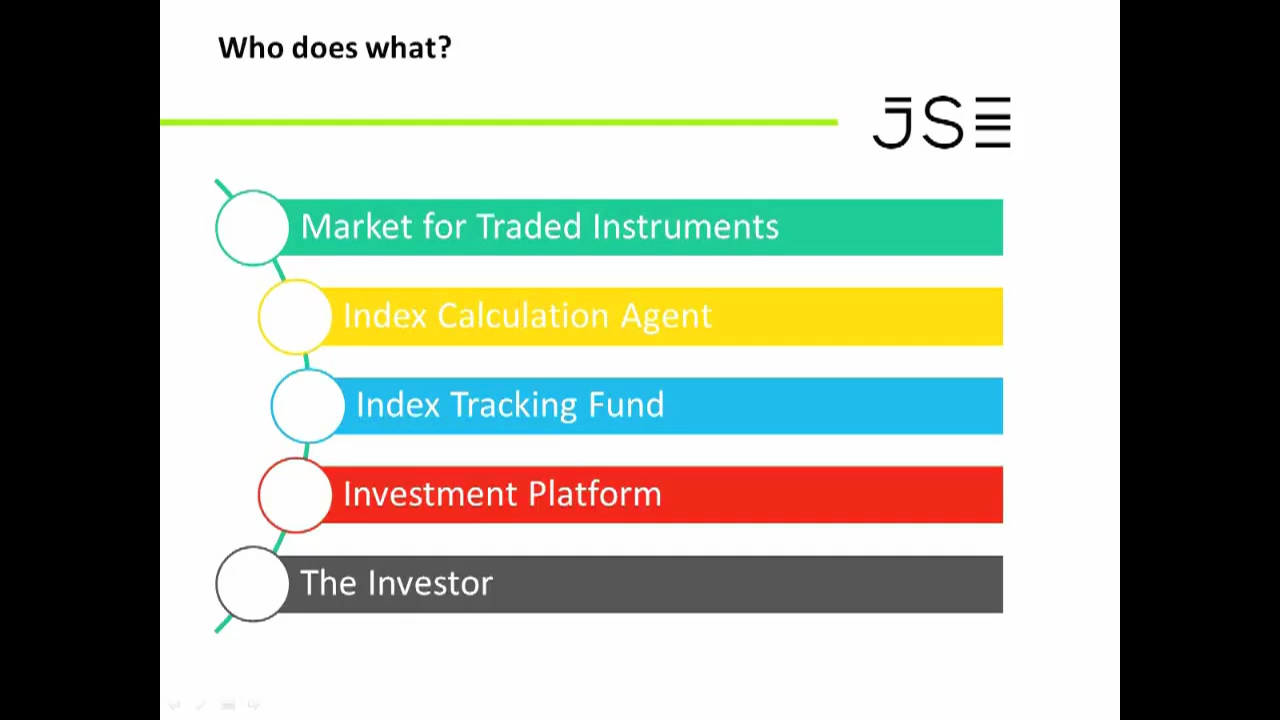 Who does what?
JSE
Market for Traded Instruments
Index Calculation Agent
Index Tracking Fund
Investment Platform
The Investor